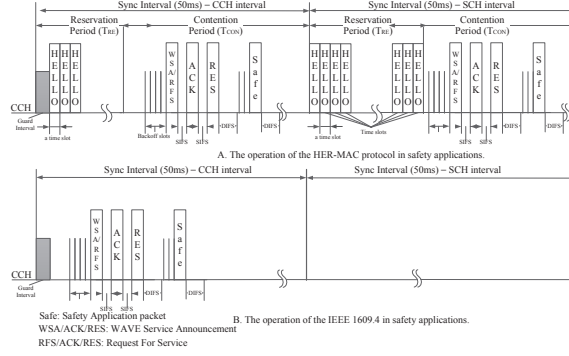 Sync Interval (50ms) – CCH interval
Sync Interval (50ms) – SCH interval
Reservation Period (TRE)
Contention Period (TCON)
Reservation Period (TRE)
Contention Period (TCON)
HELLO
HELLO
HELLO
WSA/RFS
ACK
RES
Safe
HELLO
HELLO
HELLO
HELLO
HELLO
HELLO
HELLO
WSA/RFS
ACK
RES
Safe
CCH
Guard Interval
a time slot
Backoff slots
SIFS
SIFS
DIFS
DIFS
a time slot
Time slots
SIFS
SIFS
DIFS
DIFS
A. The operation of the HER-MAC protocol in safety applications.
Sync Interval (50ms) – CCH interval
Sync Interval (50ms) – SCH interval
WSA/RFS
ACK
RES
Safe
CCH
Guard Interval
SIFS
SIFS
DIFS
DIFS
Safe: Safety Application packet
B. The operation of the IEEE 1609.4 in safety applications.
WSA/ACK/RES: WAVE Service Announcement
RFS/ACK/RES: Request For Service